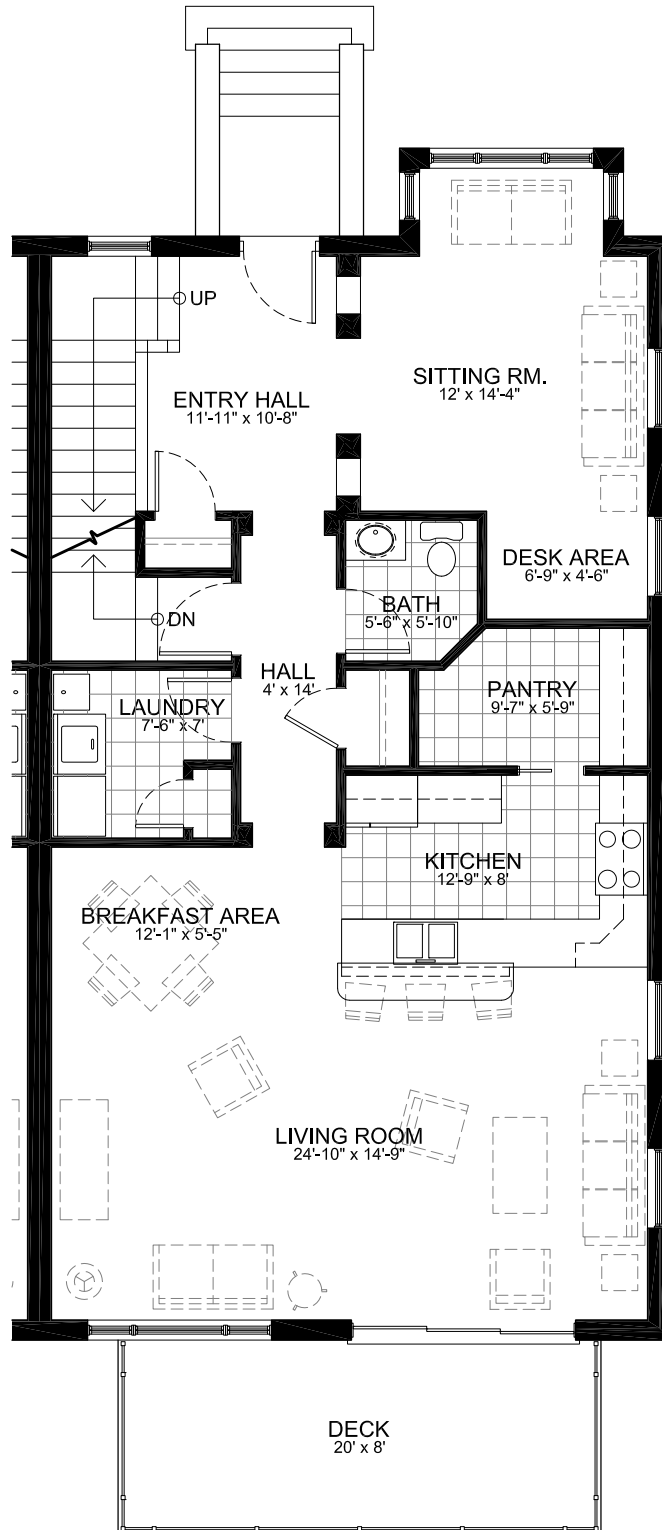 UP
SITTING RM.
12' x 14'-4"
ENTRY HALL
11'-11" x 10'-8"
DESK AREA
6'-9" x 4'-6"
BATH
5'-6" x 5'-10"
DN
HALL
4' x 14'
PANTRY
9'-7" x 5'-9"
LAUNDRY
7'-6" x 7'
KITCHEN
12'-9" x 8'
BREAKFAST AREA
12'-1" x 5'-5"
LIVING ROOM
24'-10" x 14'-9"
DECK
20' x 8'